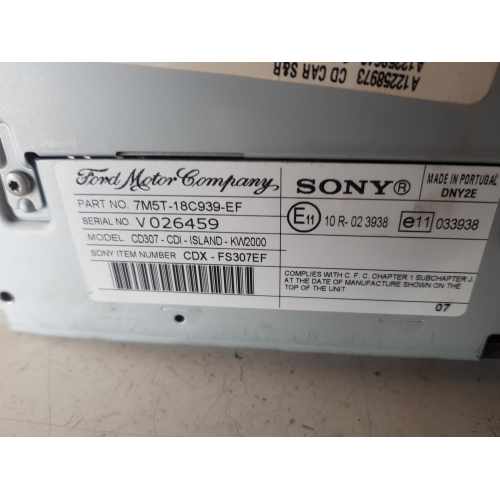 A12258973 CD CAR S&R
Ford Motor Company
SONY®
MADE IN PORTUGAL
DNY2E
PART NO. 7M5T-18C939-EF
SERIAL NO V026459
MODEL CD307-CDI-ISLAND-KW2000
SONY ITEM NUMBER CDX - FS307EF
E11 10 R- 02 3938 e11 033938
COMPLIES WITH C. F. C. CHAPTER 1 SUBCHAPTER J.
AT THE DATE OF MANUFACTURE SHOWN ON THE
TOP OF THE UNIT
07